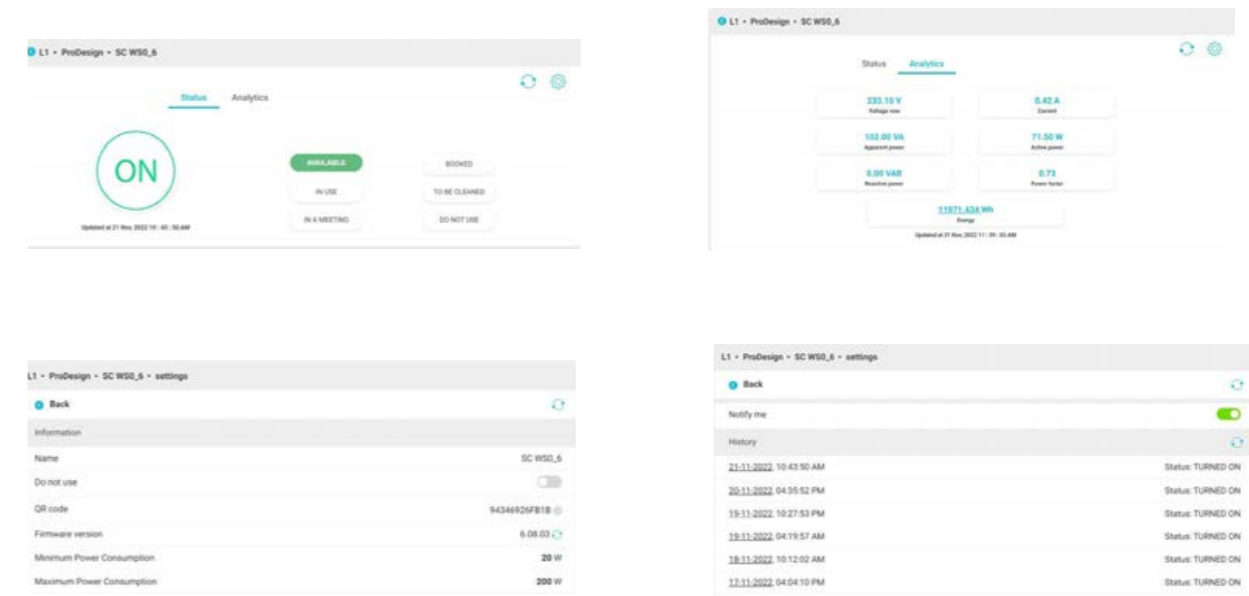 L1 • ProDesign • SC WS0_6
Status Analytics
ON
AVAILABLE BOOKED
IN USE TO BE CLEANED
IN A MEETING DO NOT USE
Updated at 21 Nov, 2022 10 : 43 : 50 AM
L1 • ProDesign • SC WS0_6
Status Analytics
233.10 V 0.42 A
Voltage now Current
102.00 VA 71.50 W
Apparent power Active power
0.00 VAR 0.73
Reactive power Power factor
11971.434 Wh
Energy
Updated at 21 Nov, 2022 11 : 39 :
L1 • ProDesign • SC WS0_6 • settings
Back
Information
Name SC WS0_6
Do not use
QR code 94346926FB1B
Firmware version 6.08.03
Minimum Power Consumption 20 W
Maximum Power Consumption 200 W
L1 • ProDesign • SC WS0_6 • settings
Back
Notify me
History
21-11-2022, 10:43:50 AM Status: TURNED ON
20-11-2022, 04:35:52 PM Status: TURNED ON
19-11-2022, 10:27:53 PM Status: TURNED ON
19-11-2022, 04:19:57 AM Status: TURNED ON
18-11-2022, 10:12:02 AM Status: TURNED ON
17-11-2022, 04:04:10 PM Status: TURNED ON